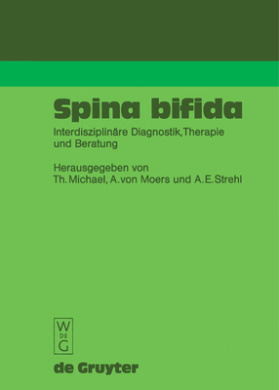 Spina bifida
Interdisziplinäre Diagnostik,Therapie
und Beratung
Herausgegeben von
Th. Michael, A. von Moers und A. E. Strehl
W
DE
G
de Gruyter